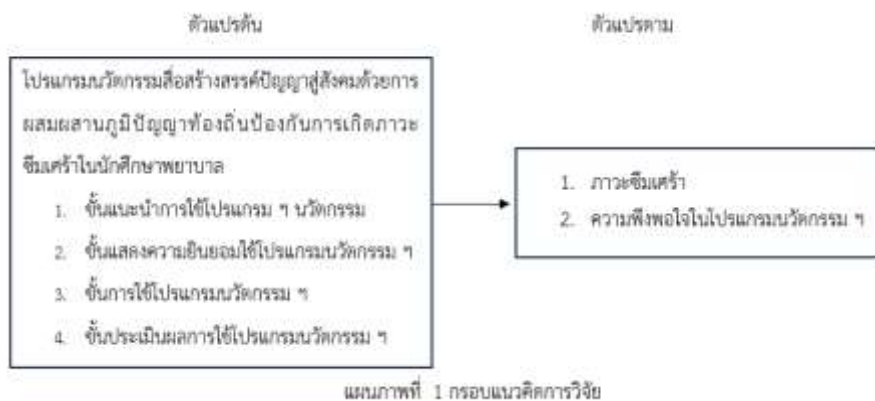 ตัวแปรต้น
ตัวแปรตาม
โปรแกรมนวัตกรรมสื่อสร้างสรรค์ปัญญาสู่สังคมด้วยการ
ผสมผสานภูมิปัญญาท้องถิ่นป้องกันการเกิดภาวะ
ซึมเศร้าในนักศึกษาพยาบาล
1. ขั้นแนะนำการใช้โปรแกรม ฯ นวัตกรรม
2. ขั้นแสดงความยินยอมใช้โปรแกรมนวัตกรรม ฯ
3. ขั้นการใช้โปรแกรมนวัตกรรม ฯ
4. ขั้นประเมินผลการใช้โปรแกรมนวัตกรรม ฯ
1. ภาวะซึมเศร้า
2. ความพึงพอใจในโปรแกรมนวัตกรรม ฯ
แผนภาพที่ 1 กรอบแนวคิดการวิจัย